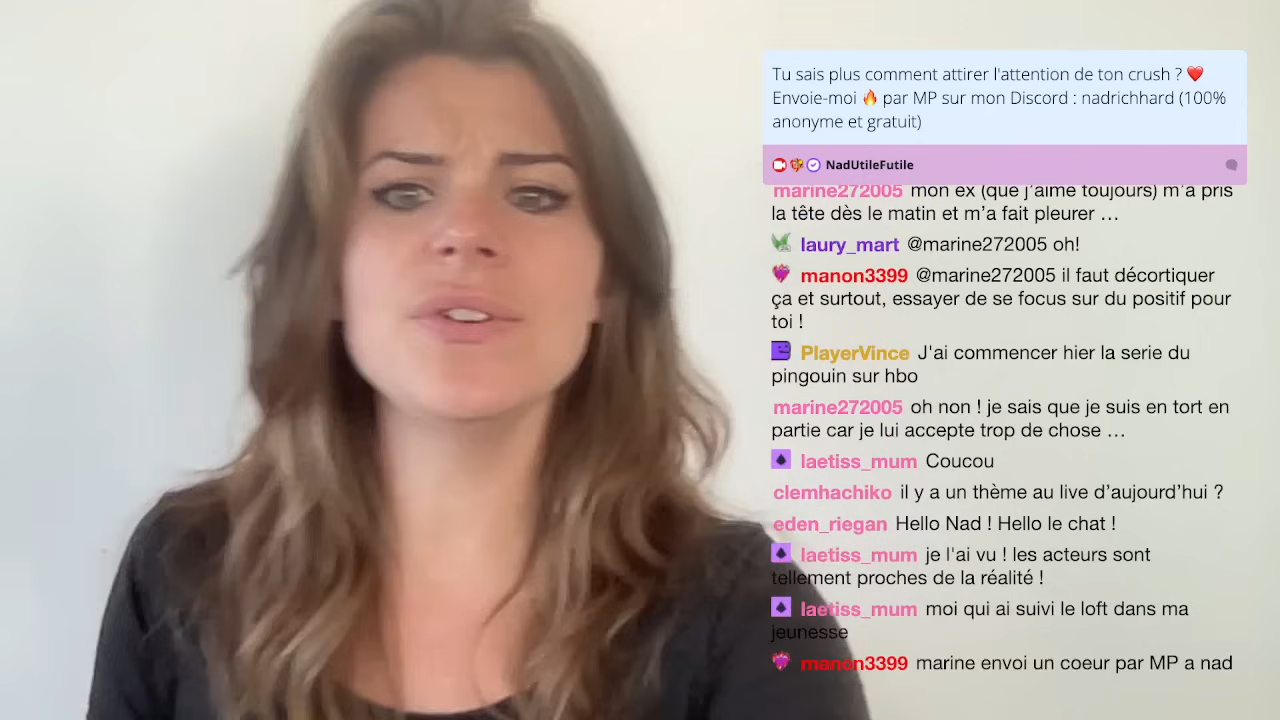 Tu sais plus comment attirer l'attention de ton crush ? ❤️
Envoie-moi 🔥 par MP sur mon Discord : nadrichhard (100%
anonyme et gratuit)
NadUtileFutile
marine272005 mon ex (que j'aime toujours) m'a pris
la tête dès le matin et m'a fait pleurer …
laury_mart @marine272005 oh!
manon3399 @marine272005 il faut décortiquer
ça et surtout, essayer de se focus sur du positif pour
toi !
PlayerVince J'ai commencer hier la serie du
pingouin sur hbo
marine272005 oh non ! je sais que je suis en tort en
partie car je lui accepte trop de chose …
laetiss_mum Coucou
clemhachiko il y a un thème au live d'aujourd'hui ?
eden_riegan Hello Nad ! Hello le chat !
laetiss_mum je l'ai vu ! les acteurs sont
tellement proches de la réalité !
laetiss_mum moi qui ai suivi le loft dans ma
jeunesse
manon3399 marine envoi un coeur par MP a nad